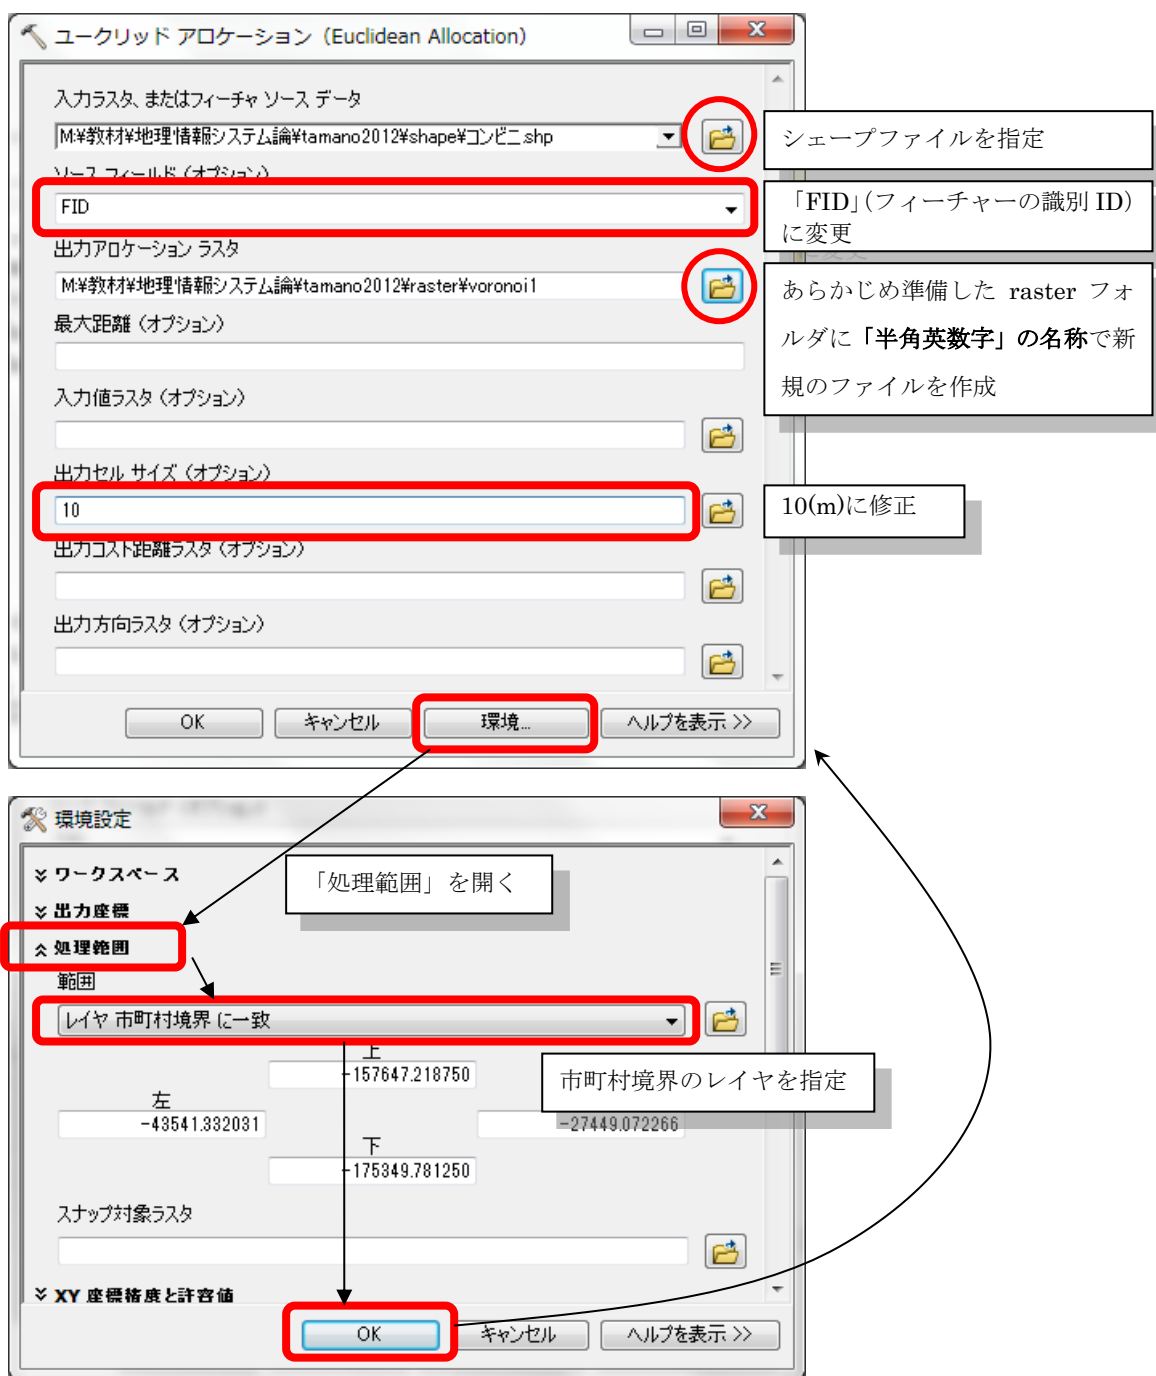 ユークリッド アロケーション (Euclidean Allocation)
入力ラスタ、またはフィーチャ ソース データ
M:¥教材¥地理情報システム論¥tamano2012¥shape¥コンビニ.shp
シェープファイルを指定
ソース フィールド (オプション)
FID
「FID」(フィーチャーの識別 ID)
に変更
出力アロケーション ラスタ
M:¥教材¥地理情報システム論¥tamano2012¥raster¥voronoi1
あらかじめ準備した raster フォ
ルダに「半角英数字」の名称で新
規のファイルを作成
最大距離 (オプション)
入力値ラスタ (オプション)
出力セル サイズ (オプション)
10
10(m)に修正
出力コスト距離ラスタ (オプション)
出力方向ラスタ (オプション)
OK
キャンセル
環境...
ヘルプを表示 >>
環境設定
ワークスペース
「処理範囲」を開く
出力座標
処理範囲
範囲
レイヤ 市町村境界 に一致
市町村境界のレイヤを指定
上
-157647.218750
左
-43541.332031
-27449.072266
下
-175349.781250
スナップ対象ラスタ
XY 座標精度と許容値
OK
キャンセル
ヘルプを表示 >>